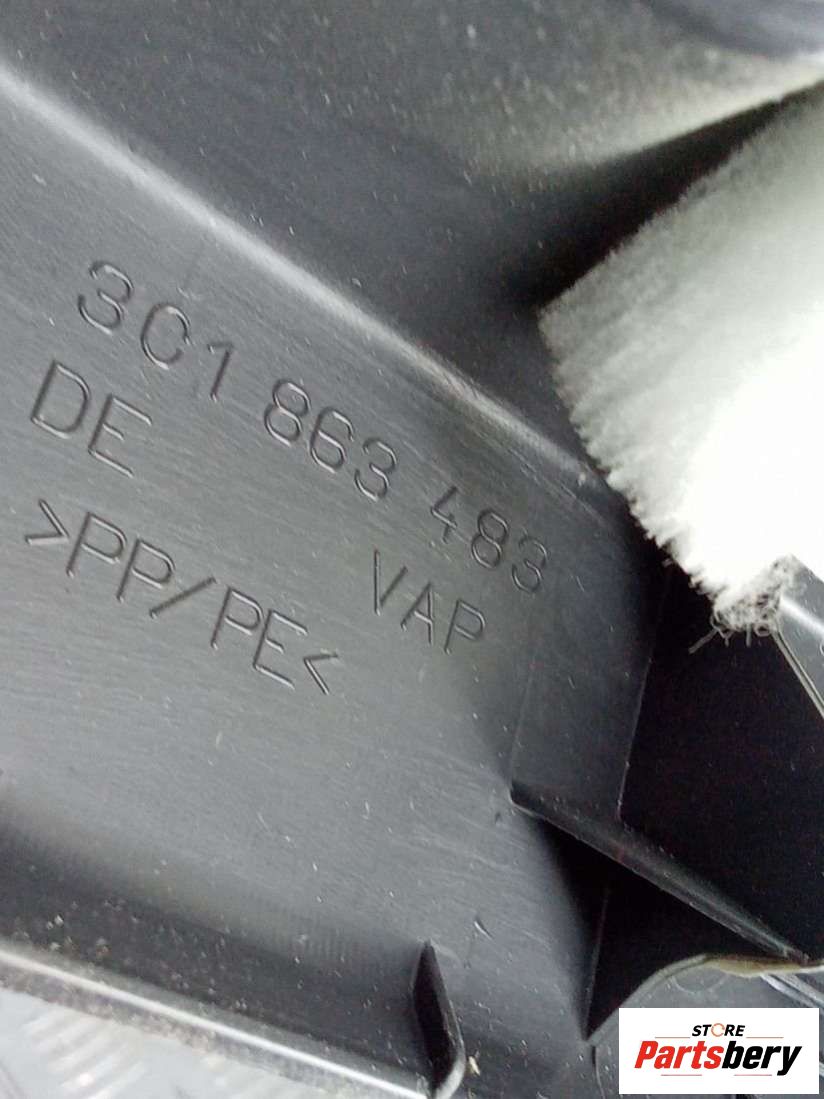 3C1 863 483
DE VAP
>PP/PE<
STORE
Partsbery